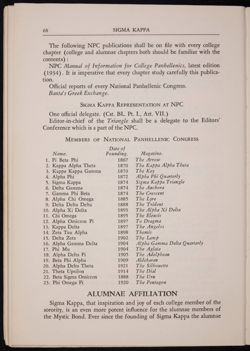 68 SIGMA KAPPA
The following NPC publications shall be on file with every college
chapter (college and alumnae chapters both should be familiar with the
contents):
NPC Manual of Information for College Panhellenics, latest edition
(1954). It is imperative that every chapter study carefully this publica-
tion.
Official reports of every National Panhellenic Congress.
Banta's Greek Exchange.
SIGMA KAPPA REPRESENTATION AT NPC
One official delegate. (Cat. BL. Pt. I., Art. VII.)
Editor-in-chief of the Triangle shall be a delegate to the Editors'
Conference which is a part of NPC.
MEMBERS OF NATIONAL PANHELLENIC CONGRESS
Date of
Name. Founding. Magazine.
1. Pi Beta Phi 1867 The Arrow
2. Kappa Alpha Theta 1870 The Kappa Alpha Theta
3. Kappa Kappa Gamma 1870 The Key
4. Alpha Phi 1872 Alpha Phi Quarterly
5. Sigma Kappa 1874 Sigma Kappa Triangle
6. Delta Gamma 1874 The Anchora
7. Gamma Phi Beta 1874 The Crescent
8. Alpha Chi Omega 1885 The Lyre
9. Delta Delta Delta 1888 The Trident
10. Alpha Xi Delta 1893 The Alpha Xi Delta
11. Chi Omega 1895 The Eleusis
12. Alpha Omicron Pi 1897 To Dragma
13. Kappa Delta 1897 The Angelos
14. Zeta Tau Alpha 1898 Themis
15. Delta Zeta 1902 The Lamp
16. Alpha Gamma Delta 1904 Alpha Gamma Delta Quarterly
17. Phi Mu 1904 The Aglaia
18. Alpha Delta Pi 1905 The Adelphean
19. Beta Phi Alpha 1909 Aldebaran
20. Alpha Delta Theta 1921 The Silhouette
21. Theta Upsilon 1914 The Dial
22. Beta Sigma Omicron 1888 The Urn
23. Phi Omega Pi 1920 The Pentagon
ALUMNAE AFFILIATION
Sigma Kappa, that inspiration and joy of each college member of the
sorority, is an even more potent influence for the alumnae members of
the Mystic Bond. Ever since the founding of Sigma Kappa the alumnae